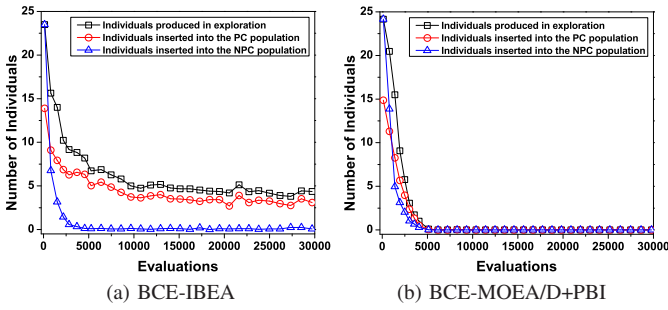 Individuals produced in exploration
Individuals inserted into the PC population
Individuals inserted into the NPC population
Number of Individuals
25
20
15
10
5
0
0 5000 10000 15000 20000 25000 30000
Evaluations
(a) BCE-IBEA
Individuals produced in exploration
Individuals inserted into the PC population
Individuals inserted into the NPC population
Number of Individuals
25
20
15
10
5
0
0 5000 10000 15000 20000 25000 30000
Evaluations
(b) BCE-MOEA/D+PBI